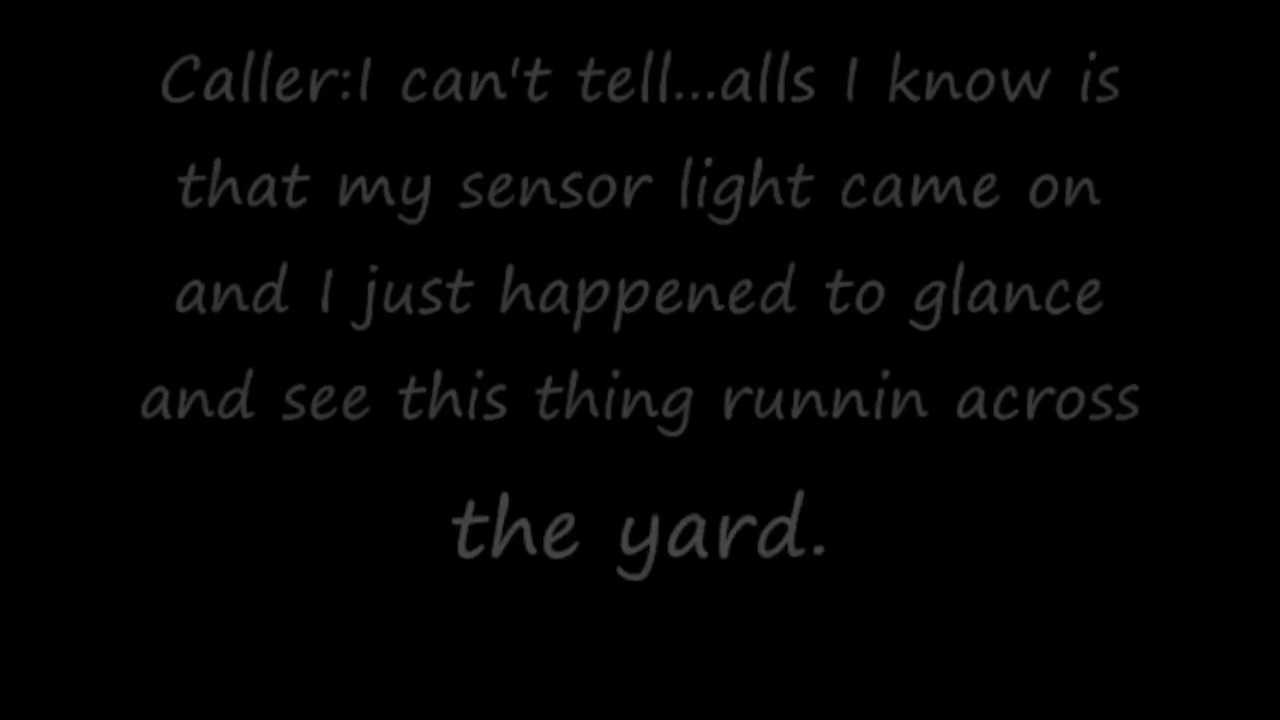 Caller:I can't tell...alls I know is
that my sensor light came on
and I just happened to glance
and see this thing runnin across
the yard.